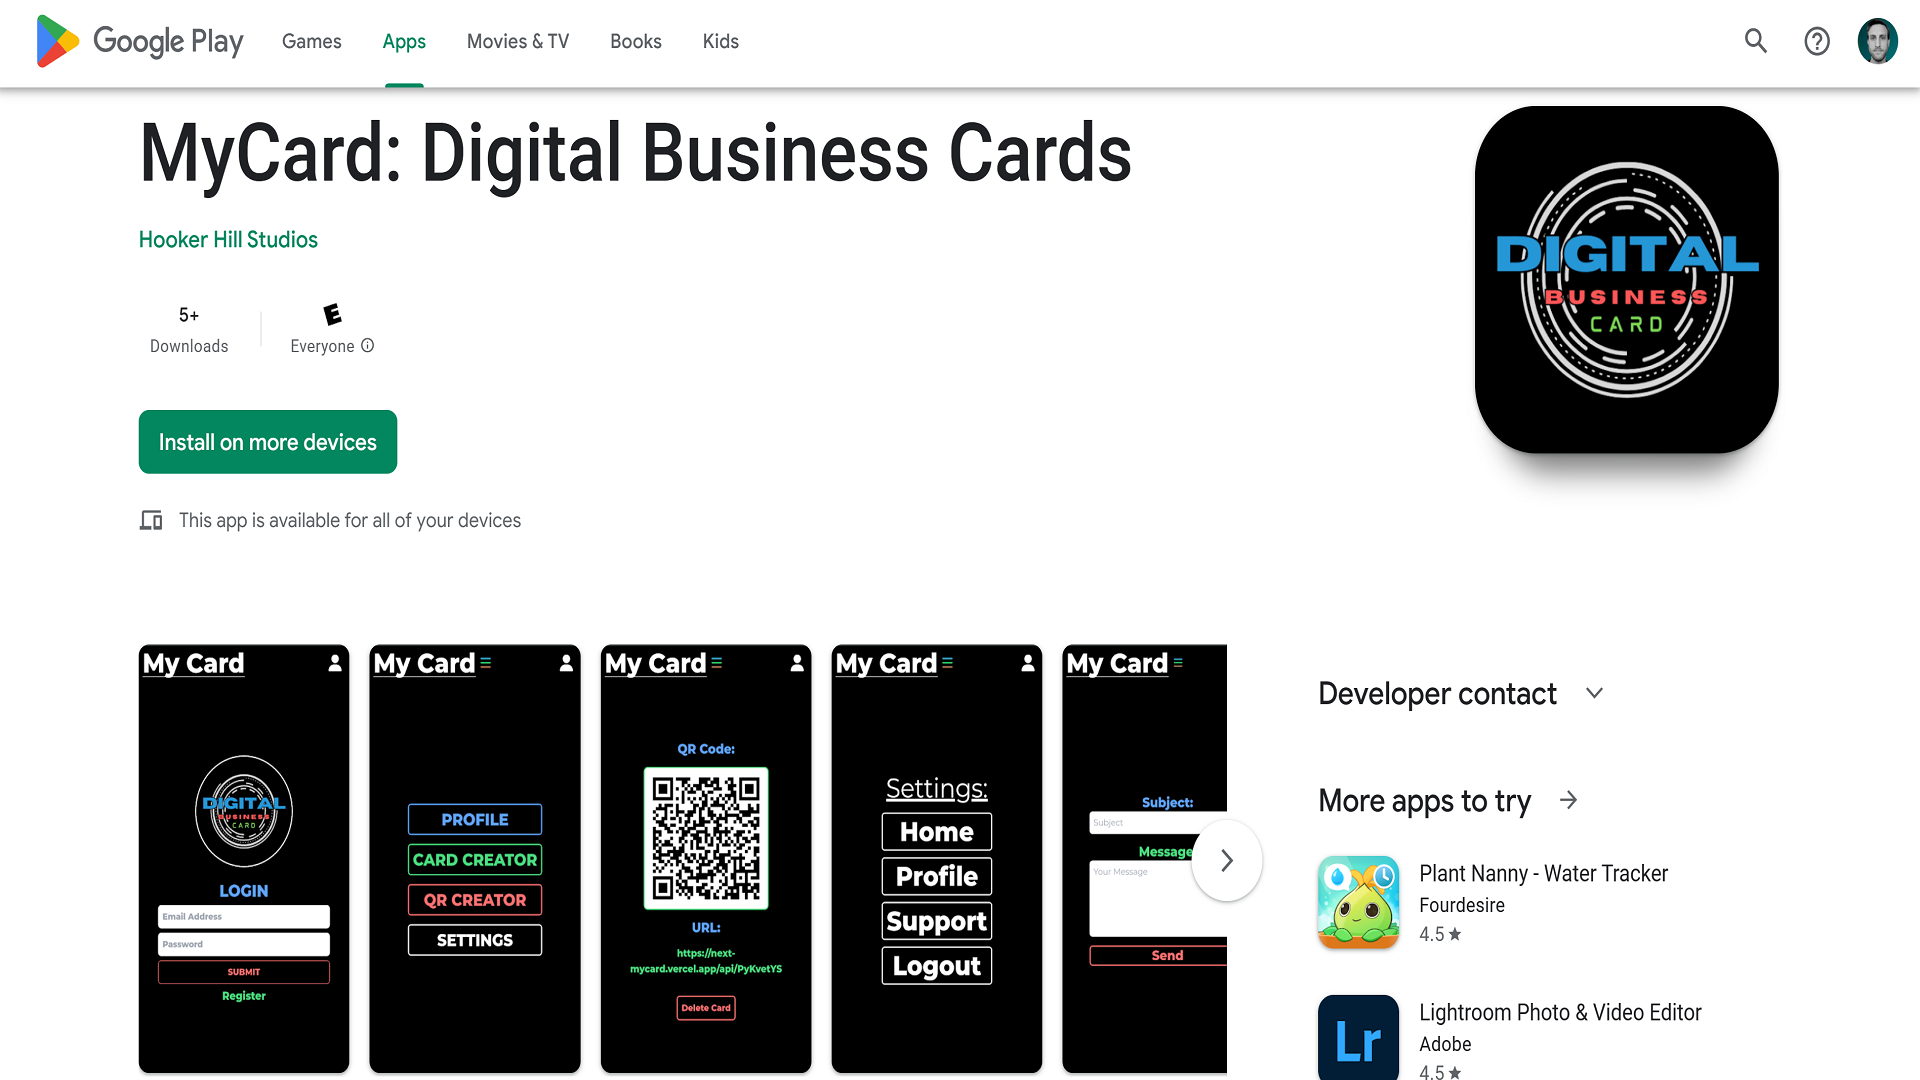 Google Play
Games
Apps
Movies & TV
Books
Kids
MyCard: Digital Business Cards
Hooker Hill Studios
5+
Downloads
E
Everyone
Install on more devices
This app is available for all of your devices
DIGITAL
BUSINESS
CARD
My Card
DIGITAL
BUSINESS
CARD
LOGIN
Email Address
Password
SUBMIT
Register
My Card
PROFILE
CARD CREATOR
QR CREATOR
SETTINGS
My Card
QR Code:
URL:
https://next-
mycard.vercel.app/api/PyKvetYS
Delete Card
My Card
Settings:
Home
Profile
Support
Logout
My Card
Subject:
Subject
Message
Your Message
Send
Developer contact
More apps to try
Plant Nanny - Water Tracker
Fourdesire
4.5
Lr
Lightroom Photo & Video Editor
Adobe
4.5